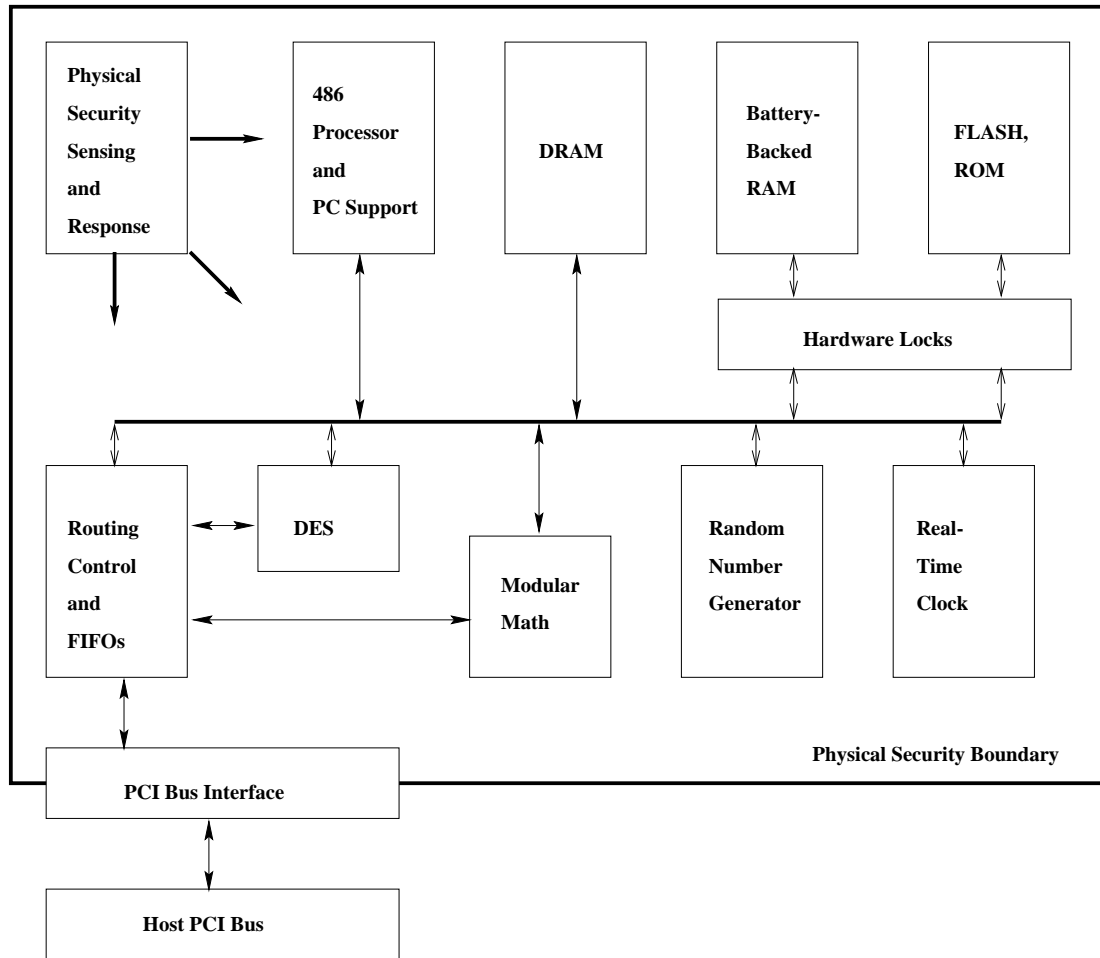 Physical
Security
Sensing
and
Response
486
Processor
and
PC Support
DRAM
Battery-
Backed
RAM
FLASH,
ROM
Hardware Locks
Routing
Control
and
FIFOs
DES
Modular
Math
Random
Number
Generator
Real-
Time
Clock
Physical Security Boundary
PCI Bus Interface
Host PCI Bus